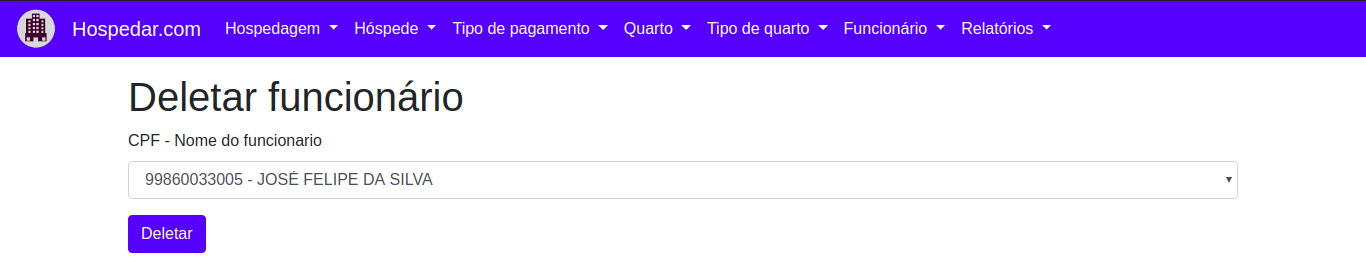 Hospedar.com Hospedagem Hóspede Tipo de pagamento Quarto Tipo de quarto Funcionário Relatórios
Deletar funcionário
CPF - Nome do funcionario
99860033005 - JOSÉ FELIPE DA SILVA
Deletar